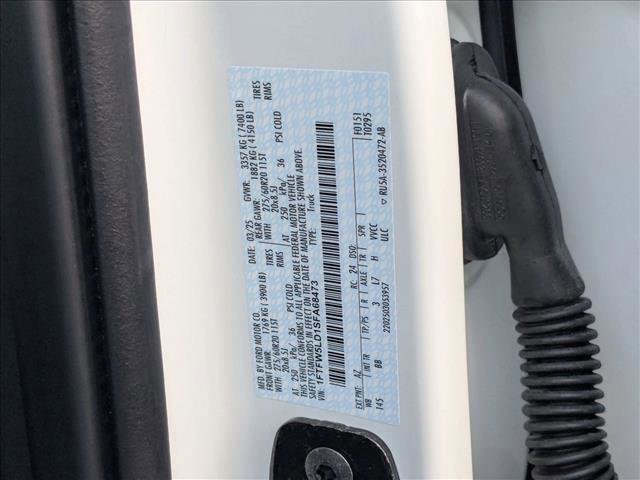 MFD. BY FORD MOTOR CO.
DATE: 03/25 GVWR: 3357 KG ( 7400 LB)
FRONT GAWR: 1769 KG ( 3900 LB) REAR GAWR: 1882 KG ( 4150 LB)
WITH 275/60R20 115T TIRES WITH 275/60R20 115T TIRES
20x8.5J RIMS 20x8.5J RIMS
AT 250 kPa/ 36 PSI COLD AT 250 kPa/ 36 PSI COLD
THIS VEHICLE CONFORMS TO ALL APPLICABLE FEDERAL MOTOR VEHICLE
SAFETY STANDARDS IN EFFECT ON THE DATE OF MANUFACTURE SHOWN ABOVE.
VIN: 1FTFW5LD1SFA68473 TYPE: Truck
F0151
T0295
EXT PNT: AZ RC: 24 DSO:
WB INT TR TP/PS R AXLE TR SPR
145 BB 3 L7 H VVCC
ULC
2202503053957 RU5A-3520472-AB